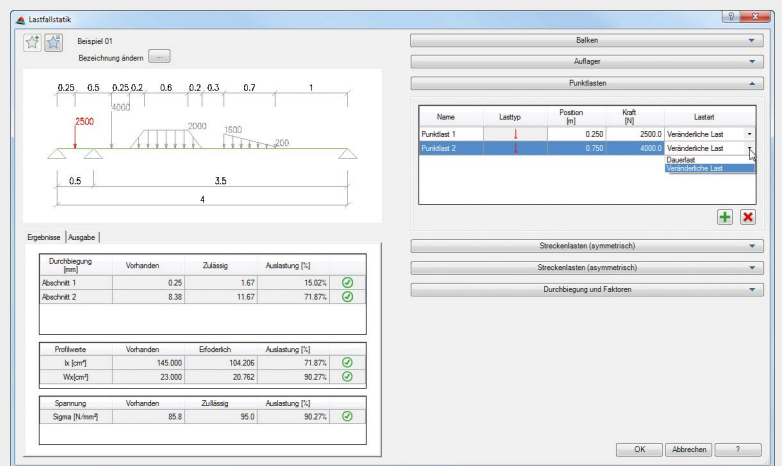 Lastfallstatik
Beispiel 01
Bezeichnung ändern ...
0.25 0.5 0.25 0.2 0.6 0.2 0.3 0.7 1
4000
2500
2000
1600
200
0.5 3.5
4
Ergebnisse Ausgabe
Durchbiegung [mm] Vorhanden Zulässig Auslastung [%]
Abschnitt 1 0.25 1.67 15.02%
Abschnitt 2 8.38 11.67 71.87%
Profilwerte Vorhanden Erfoderlich Auslastung [%]
Ix [cm⁴] 145.000 104.206 71.87%
Wx[cm³] 23.000 20.762 90.27%
Spannung Vorhanden Zullässig Auslastung [%]
Sigma [N/mm²] 85.8 95.0 90.27%
Balken
Auflager
Punktlasten
Name Lasttyp Position [m] Kraft [N] Lastart
Punktlast 1 0.250 2500.0 Veränderliche Last
Punktlast 2 0.750 4000.0 Veränderliche Last
Dauerlast
Veränderliche Last
Streckenlasten (symmetrisch)
Streckenlasten (asymmetrisch)
Durchbiegung und Faktoren
OK Abbrechen ?